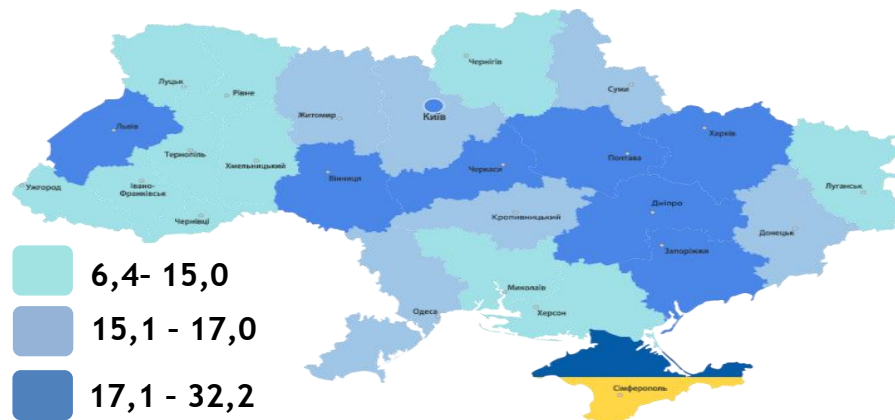 Чернігів
Луцьк
Рівне
Суми
Житомир
Київ
Львів
Харків
Тернопіль
Хмельницький
Вінниця
Черкаси
Полтава
Ужгород
Івано-
Франківськ
Луганськ
Чернівці
Кропивницький
Дніпро
Донецьк
Запоріжжя
6,4- 15,0
Миколаїв
Одеса
Херсон
15,1 - 17,0
17,1 - 32,2
Сімферополь